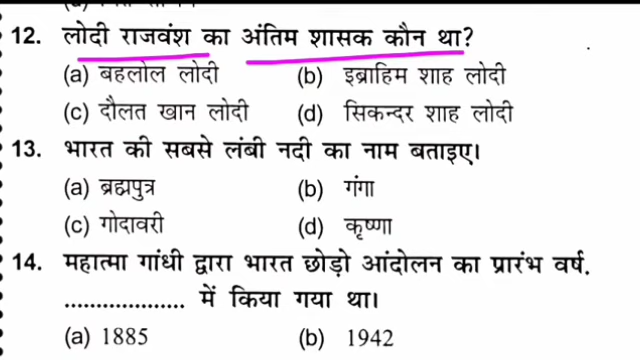 12. लोदी राजवंश का अंतिम शासक कौन था?
(a) बहलोल लोदी (b) इब्राहिम शाह लोदी
(c) दौलत खान लोदी (d) सिकन्दर शाह लोदी
13. भारत की सबसे लंबी नदी का नाम बताइए।
(a) ब्रह्मपुत्र (b) गंगा
(c) गोदावरी (d) कृष्णा
14. महात्मा गांधी द्वारा भारत छोड़ो आंदोलन का प्रारंभ वर्ष.
.................... में किया गया था।
(a) 1885 (b) 1942